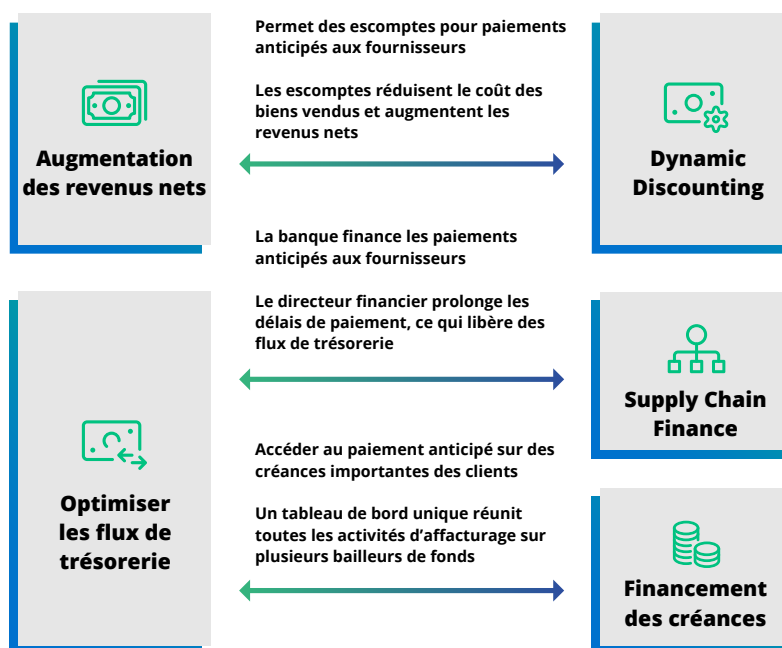 Permet des escomptes pour paiements
anticipés aux fournisseurs
Les escomptes réduisent le coût des
biens vendus et augmentent les
revenus nets
Augmentation
des revenus nets
Dynamic
Discounting
La banque finance les paiements
anticipés aux fournisseurs
Le directeur financier prolonge les
délais de paiement, ce qui libère des
flux de trésorerie
Supply Chain
Finance
Optimiser
les flux de
trésorerie
Accéder au paiement anticipé sur des
créances importantes des clients
Un tableau de bord unique réunit
toutes les activités d’affacturage sur
plusieurs bailleurs de fonds
Financement
des créances